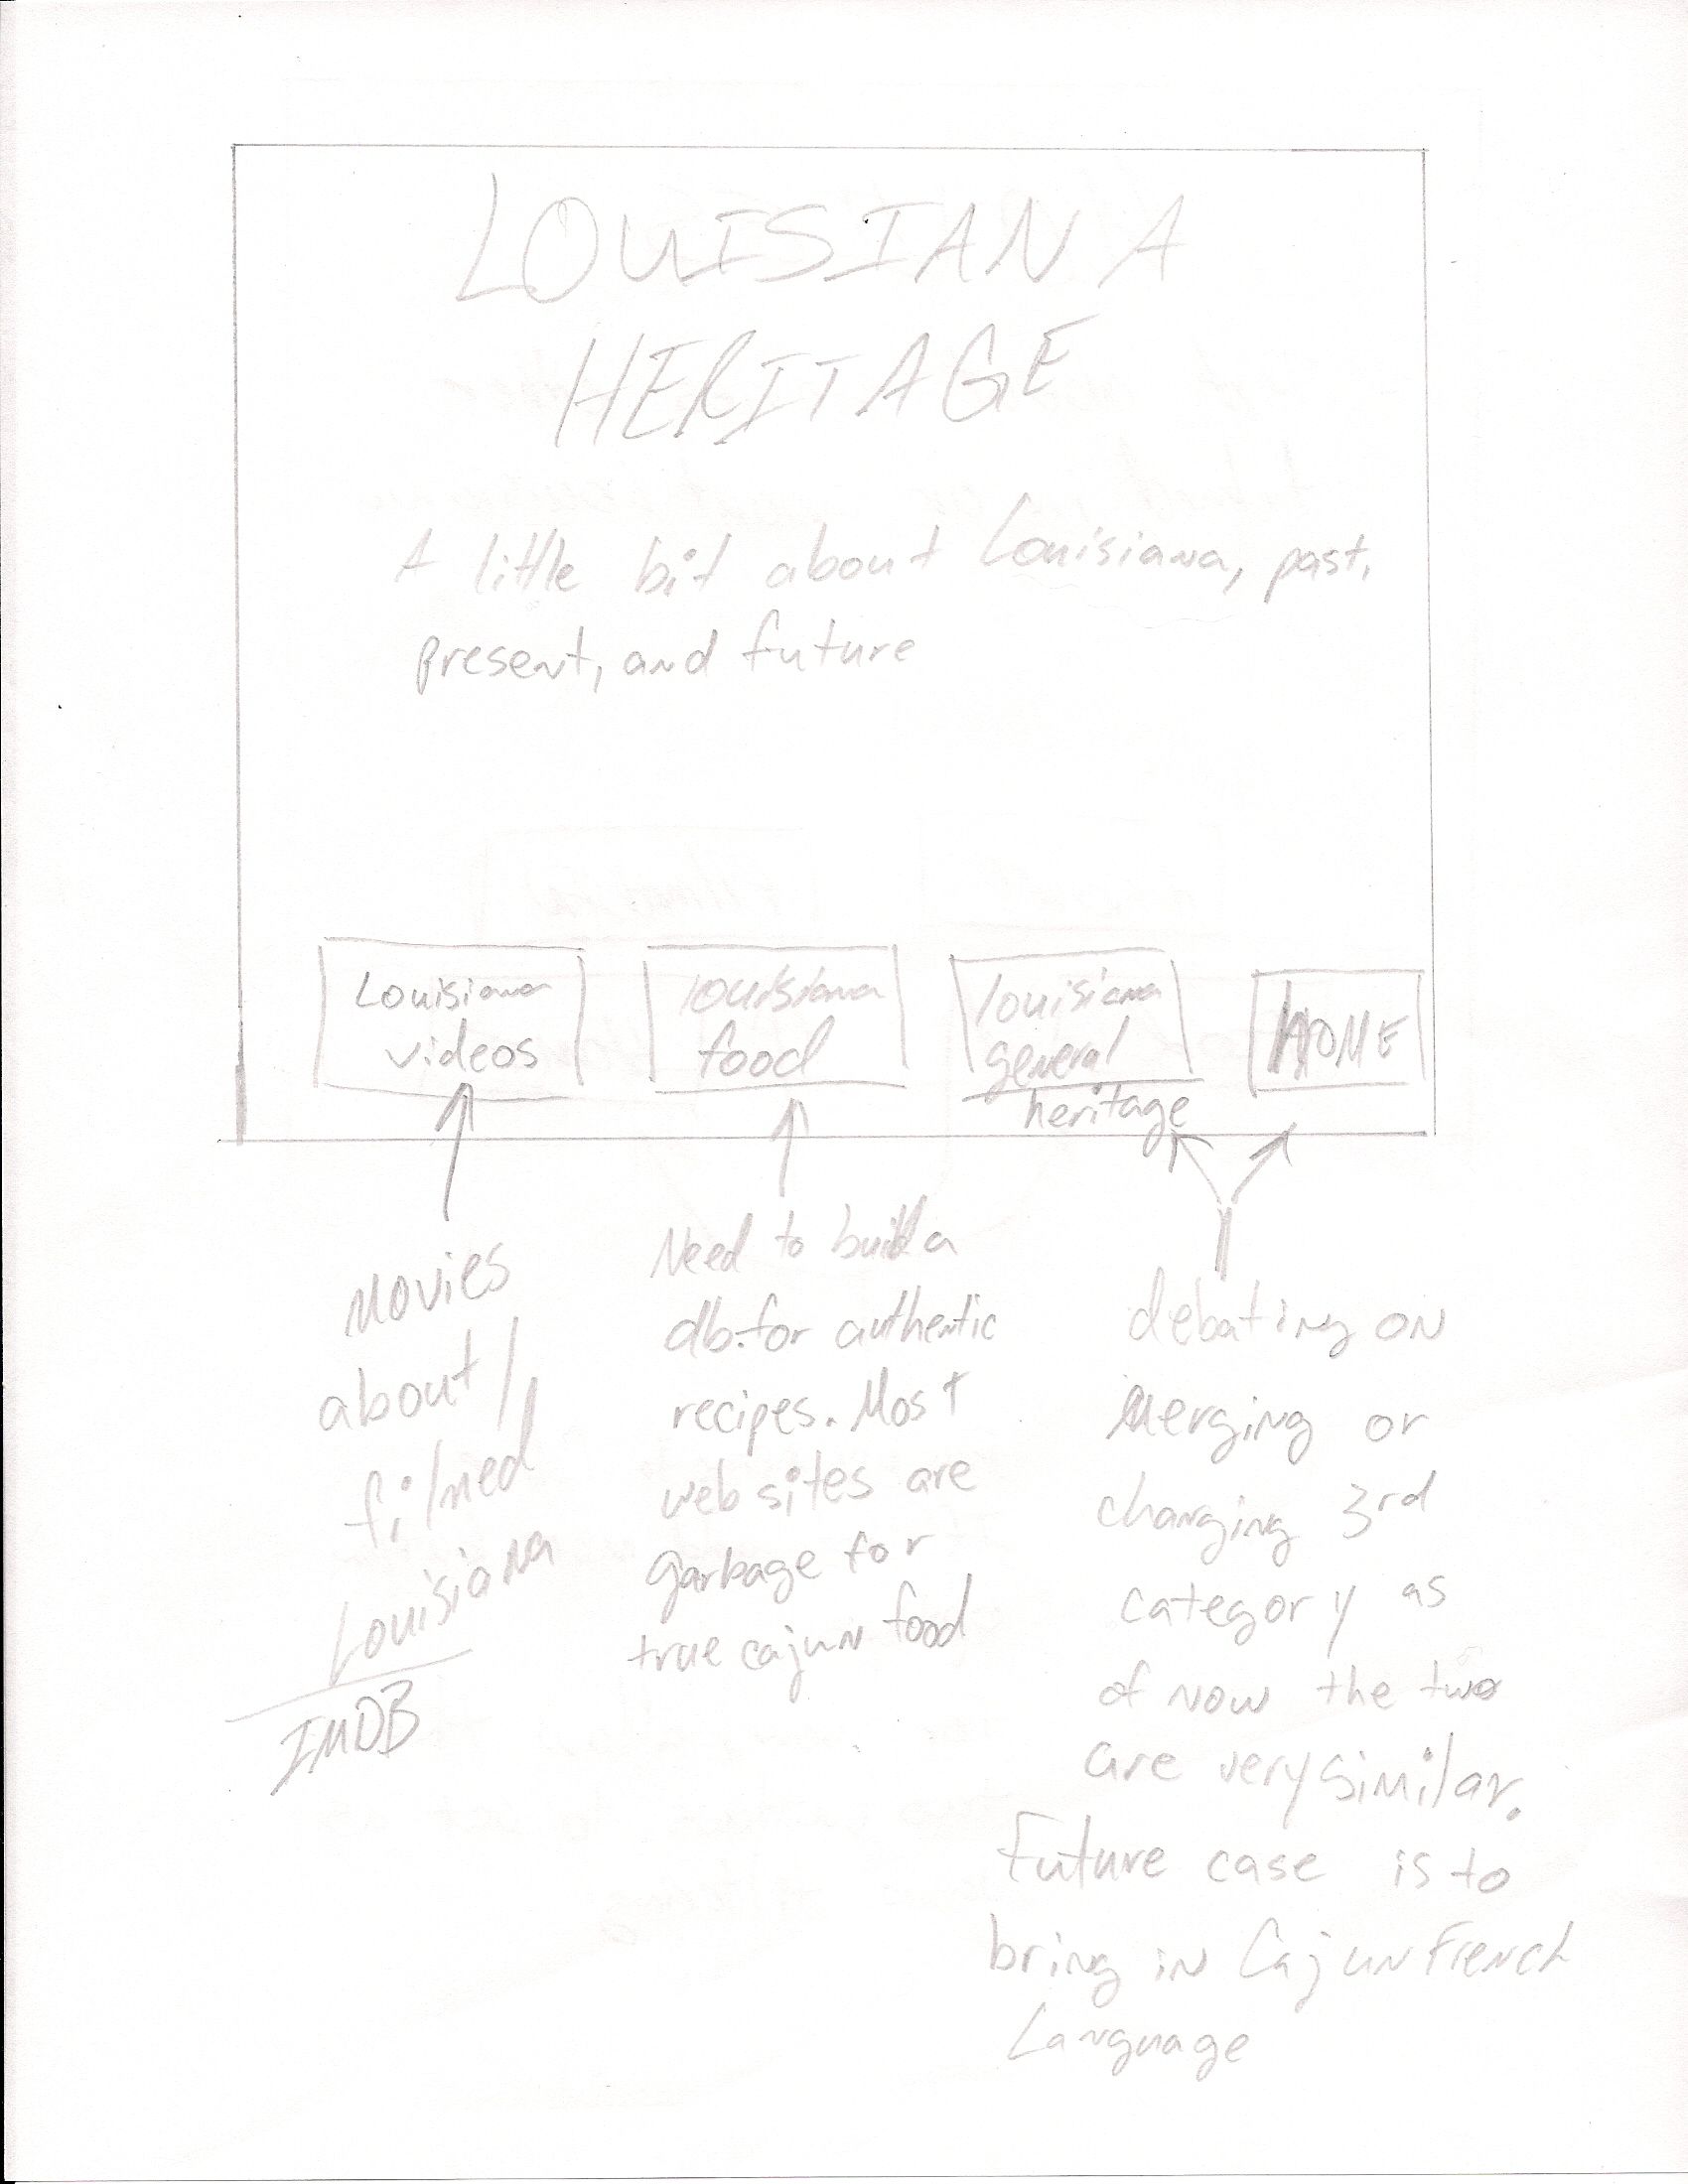 LOUISIANA
HERITAGE
A little bit about Louisiana, past,
present, and future
Louisiana
videos
louisiana
food
louisiana
general
heritage
HOME
Movies
about/
filmed
Louisiana
IMDB
Need to build a
db. for authentic
recipes. Most
web sites are
garbage for
true cajun food
debating on
merging or
changing 3rd
category as
of now the two
are very similar.
Future case is to
bring in Cajun French
Language